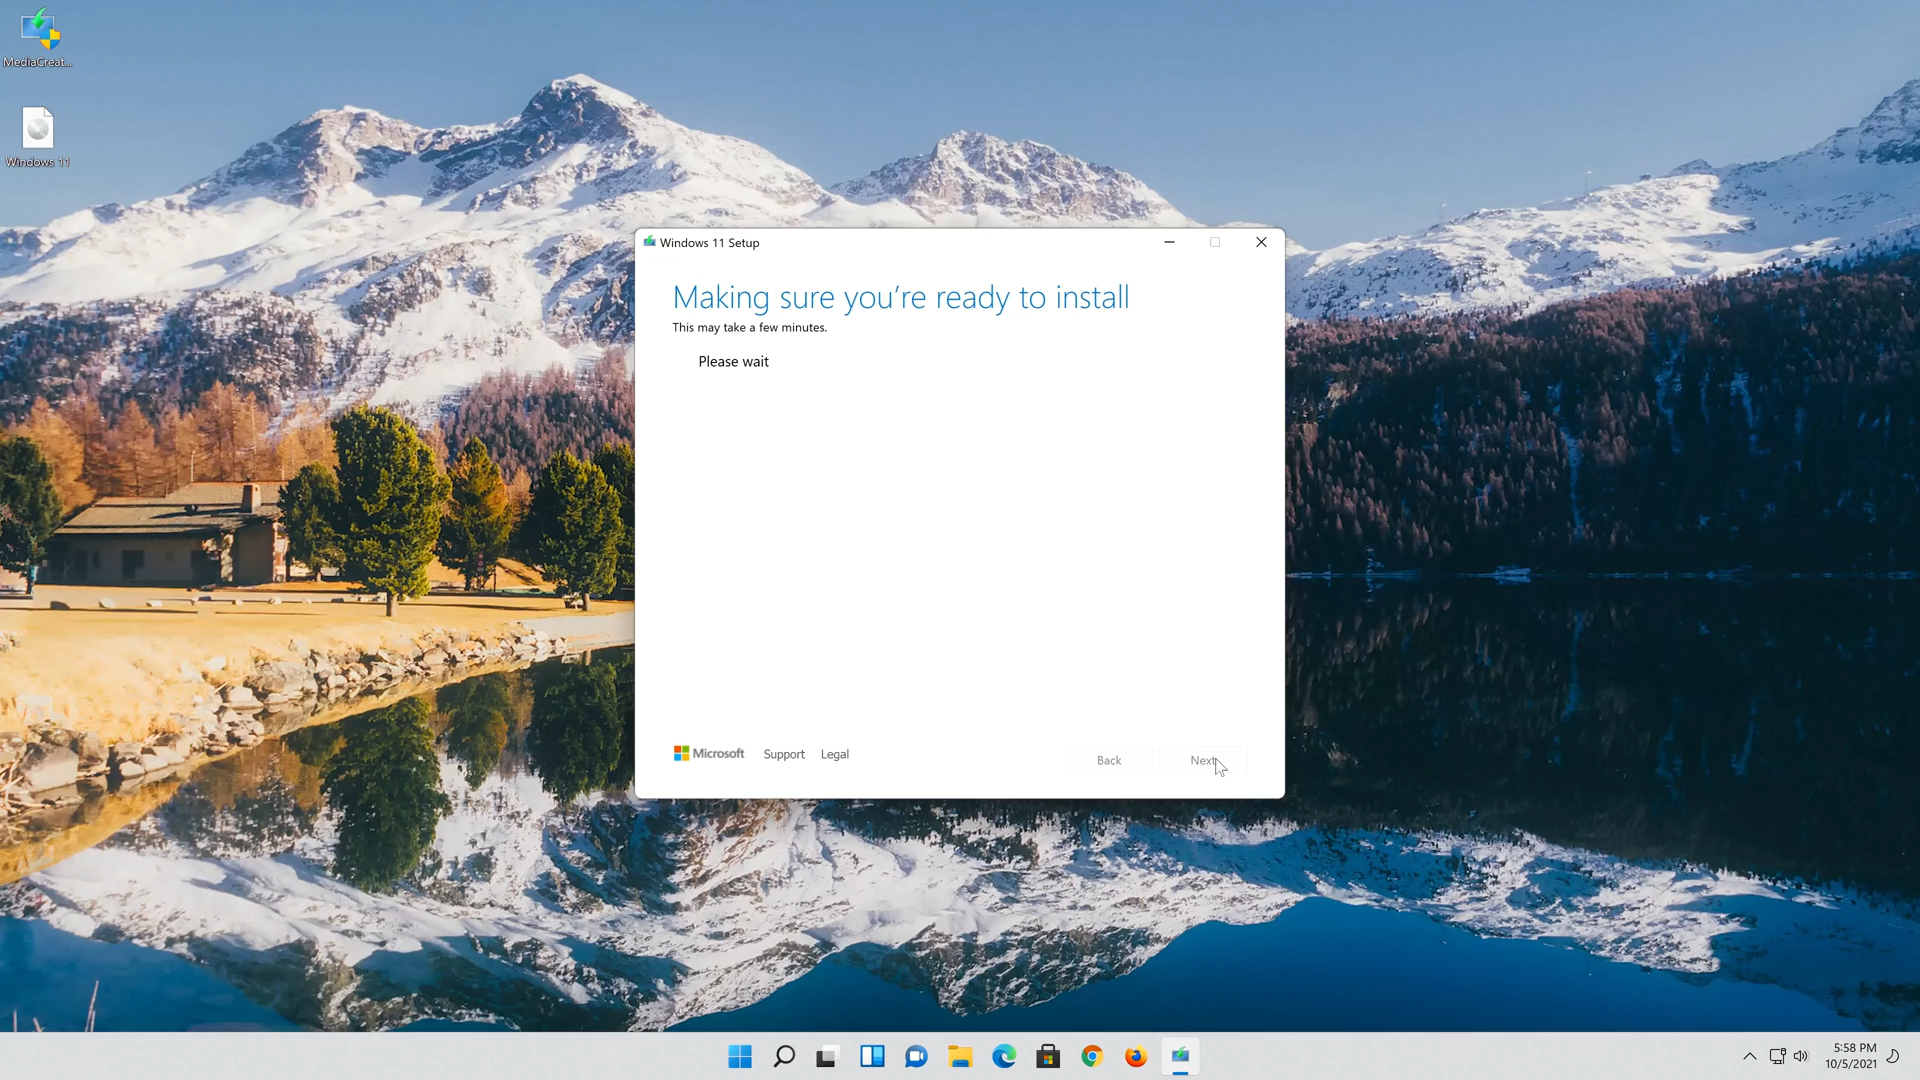 MediaCreat...
Windows 11
Windows 11 Setup
Making sure you're ready to install
This may take a few minutes.
Please wait
Microsoft
Support
Legal
Back
Next
5:58 PM
10/5/2021